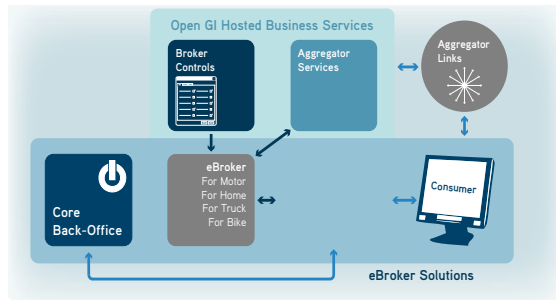 Open GI Hosted Business Services
Broker
Controls
Aggregator
Services
Aggregator
Links
eBroker
For Motor
For Home
For Truck
For Bike
Consumer
Core
Back-Office
eBroker Solutions